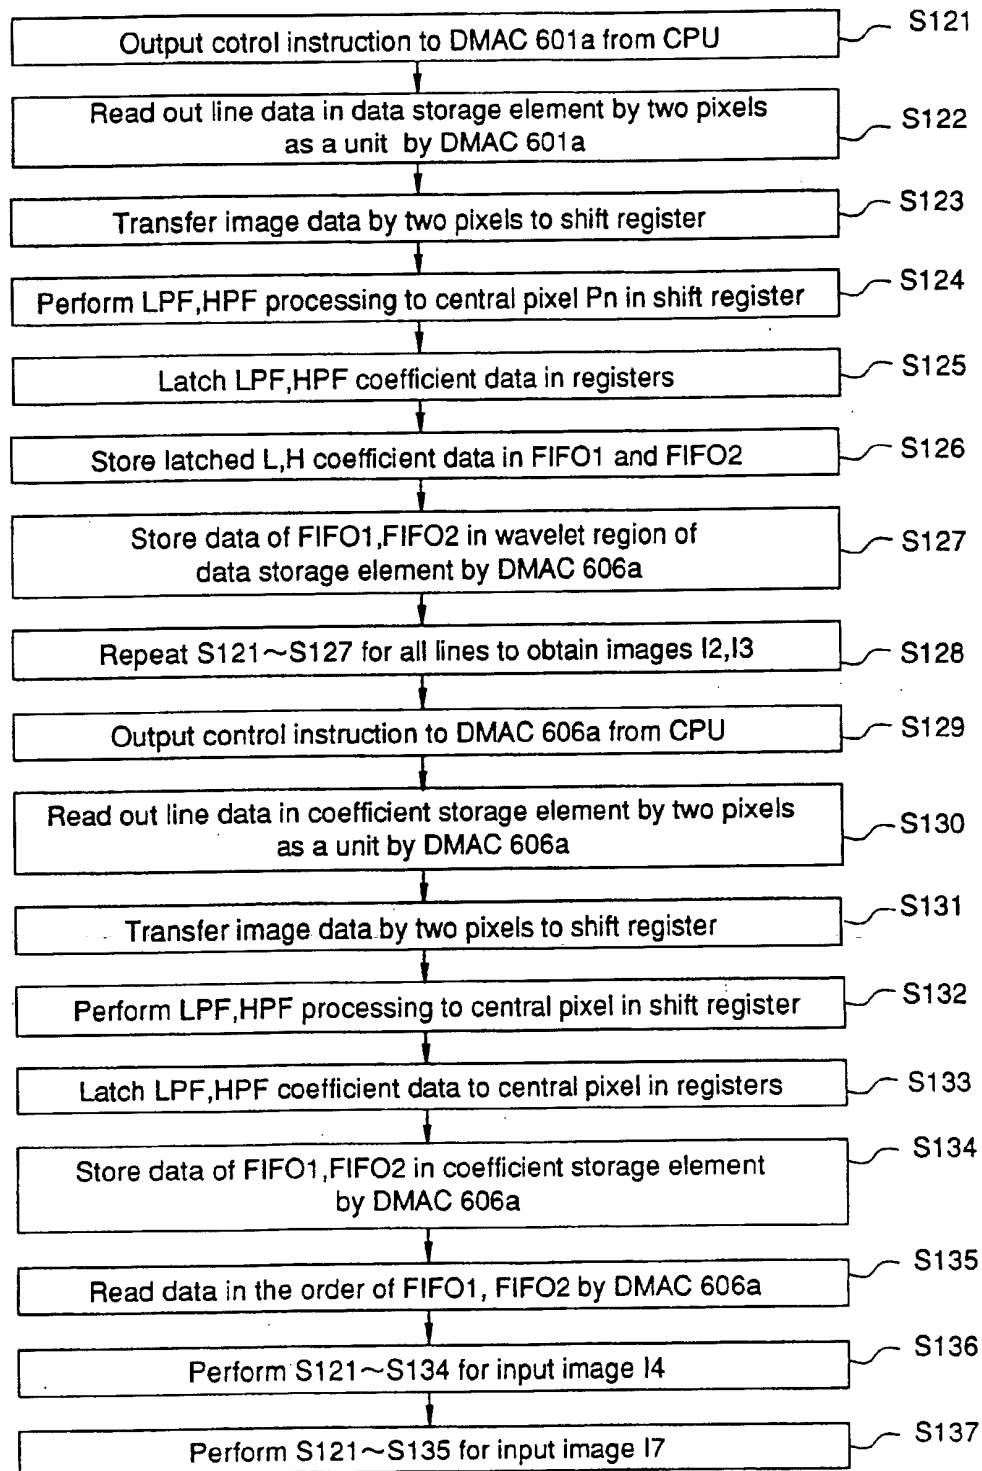 Output cotrol instruction to DMAC 601a from CPU
S121
Read out line data in data storage element by two pixels
as a unit by DMAC 601a
S122
Transfer image data by two pixels to shift register
S123
Perform LPF,HPF processing to central pixel Pn in shift register
S124
Latch LPF,HPF coefficient data in registers
S125
Store latched L,H coefficient data in FIFO1 and FIFO2
S126
Store data of FIFO1,FIFO2 in wavelet region of
data storage element by DMAC 606a
S127
Repeat S121~S127 for all lines to obtain images I2,I3
S128
Output control instruction to DMAC 606a from CPU
S129
Read out line data in coefficient storage element by two pixels
as a unit by DMAC 606a
S130
Transfer image data by two pixels to shift register
S131
Perform LPF,HPF processing to central pixel in shift register
S132
Latch LPF,HPF coefficient data to central pixel in registers
S133
Store data of FIFO1,FIFO2 in coefficient storage element
by DMAC 606a
S134
Read data in the order of FIFO1, FIFO2 by DMAC 606a
S135
Perform S121~S134 for input image I4
S136
Perform S121~S135 for input image I7
S137